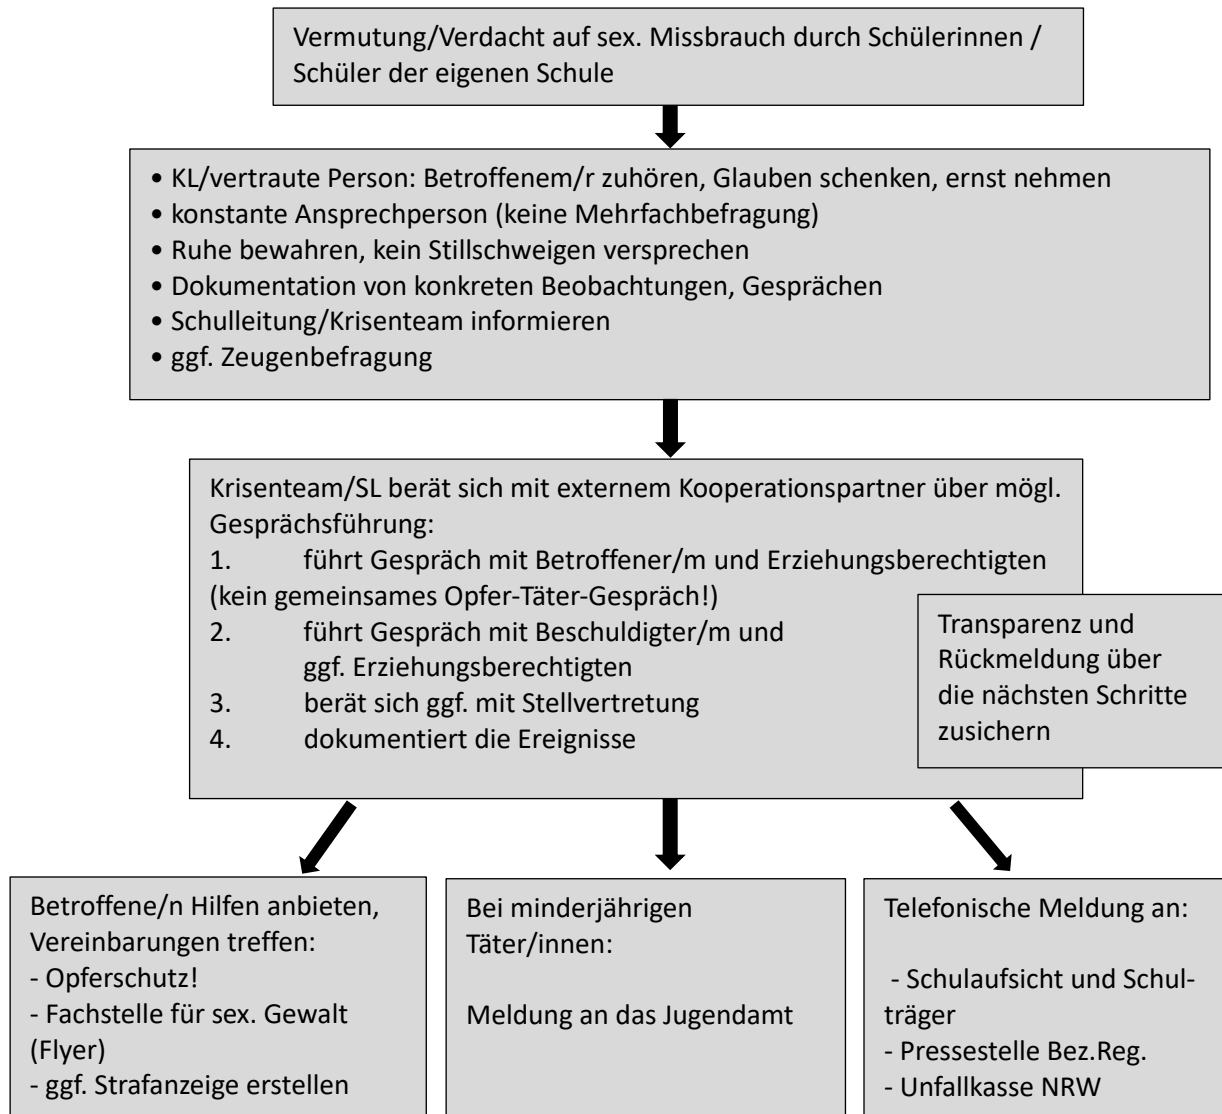 Vermutung/Verdacht auf sex. Missbrauch durch Schülerinnen /
Schüler der eigenen Schule
• KL/vertraute Person: Betroffenem/r zuhören, Glauben schenken, ernst nehmen
• konstante Ansprechperson (keine Mehrfachbefragung)
• Ruhe bewahren, kein Stillschweigen versprechen
• Dokumentation von konkreten Beobachtungen, Gesprächen
• Schulleitung/Krisenteam informieren
• ggf. Zeugenbefragung
Krisenteam/SL berät sich mit externem Kooperationspartner über mögl.
Gesprächsführung:
1. führt Gespräch mit Betroffener/m und Erziehungsberechtigten
(kein gemeinsames Opfer-Täter-Gespräch!)
2. führt Gespräch mit Beschuldigter/m und
ggf. Erziehungsberechtigten
3. berät sich ggf. mit Stellvertretung
4. dokumentiert die Ereignisse
Transparenz und
Rückmeldung über
die nächsten Schritte
zusichern
Betroffene/n Hilfen anbieten,
Vereinbarungen treffen:
- Opferschutz!
- Fachstelle für sex. Gewalt
(Flyer)
- ggf. Strafanzeige erstellen
Bei minderjährigen
Täter/innen:
Meldung an das Jugendamt
Telefonische Meldung an:
- Schulaufsicht und Schul-
träger
- Pressestelle Bez.Reg.
- Unfallkasse NRW